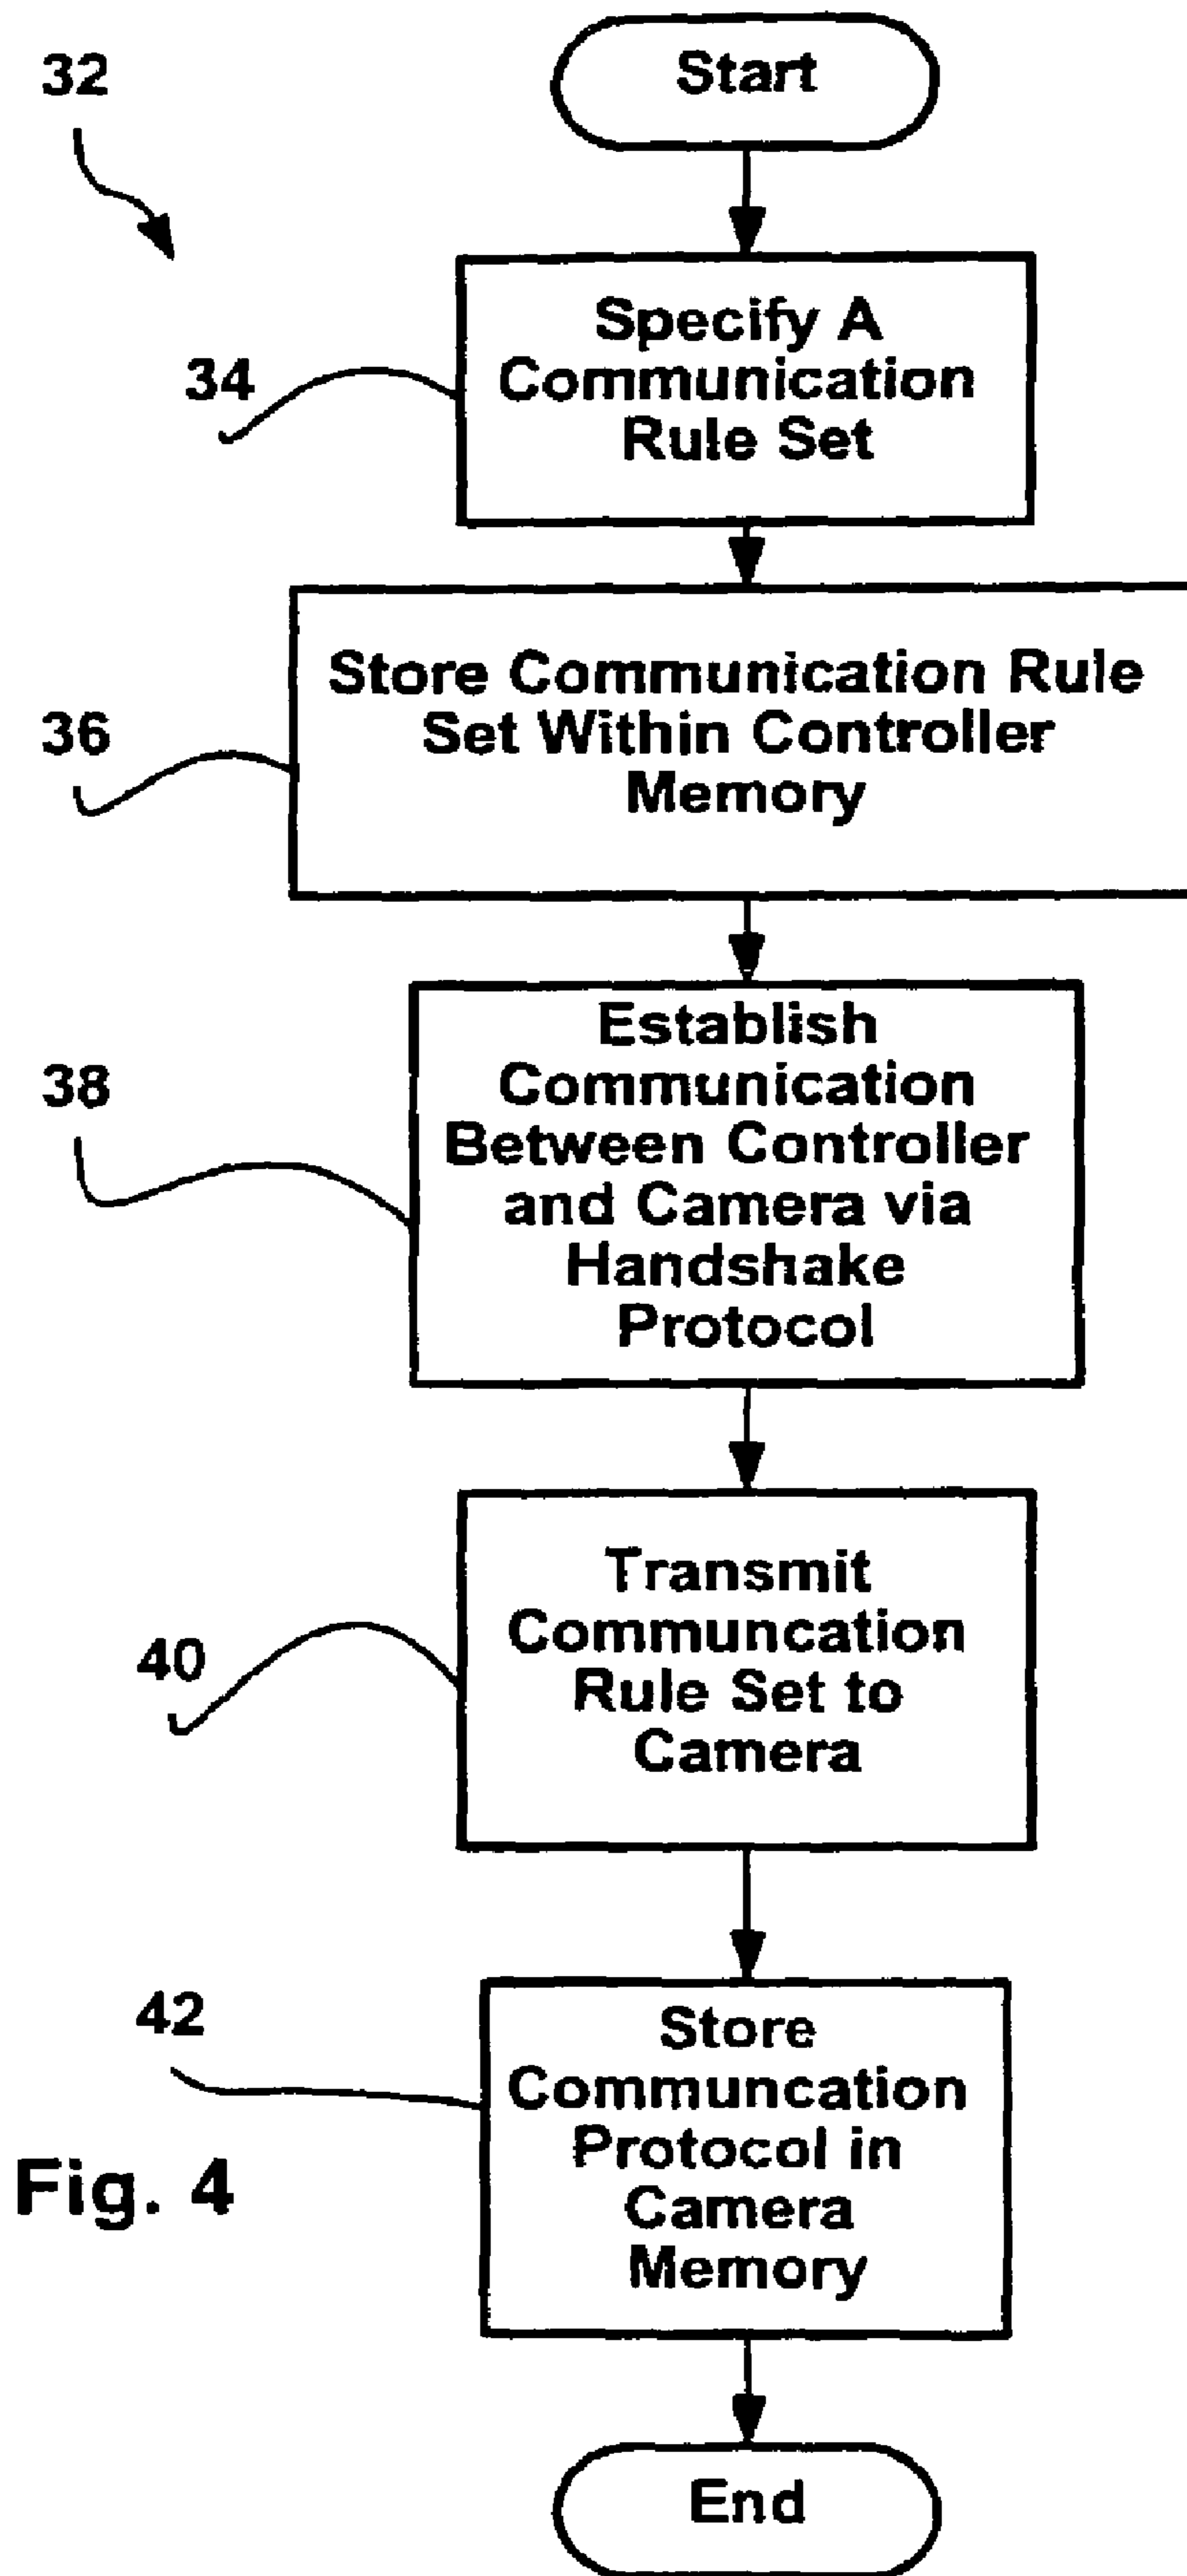 32
Start
34
Specify A
Communication
Rule Set
36
Store Communication Rule
Set Within Controller
Memory
38
Establish
Communication
Between Controller
and Camera via
Handshake
Protocol
40
Transmit
Communcation
Rule Set to
Camera
42
Store
Communcation
Protocol in
Camera
Memory
Fig. 4
End